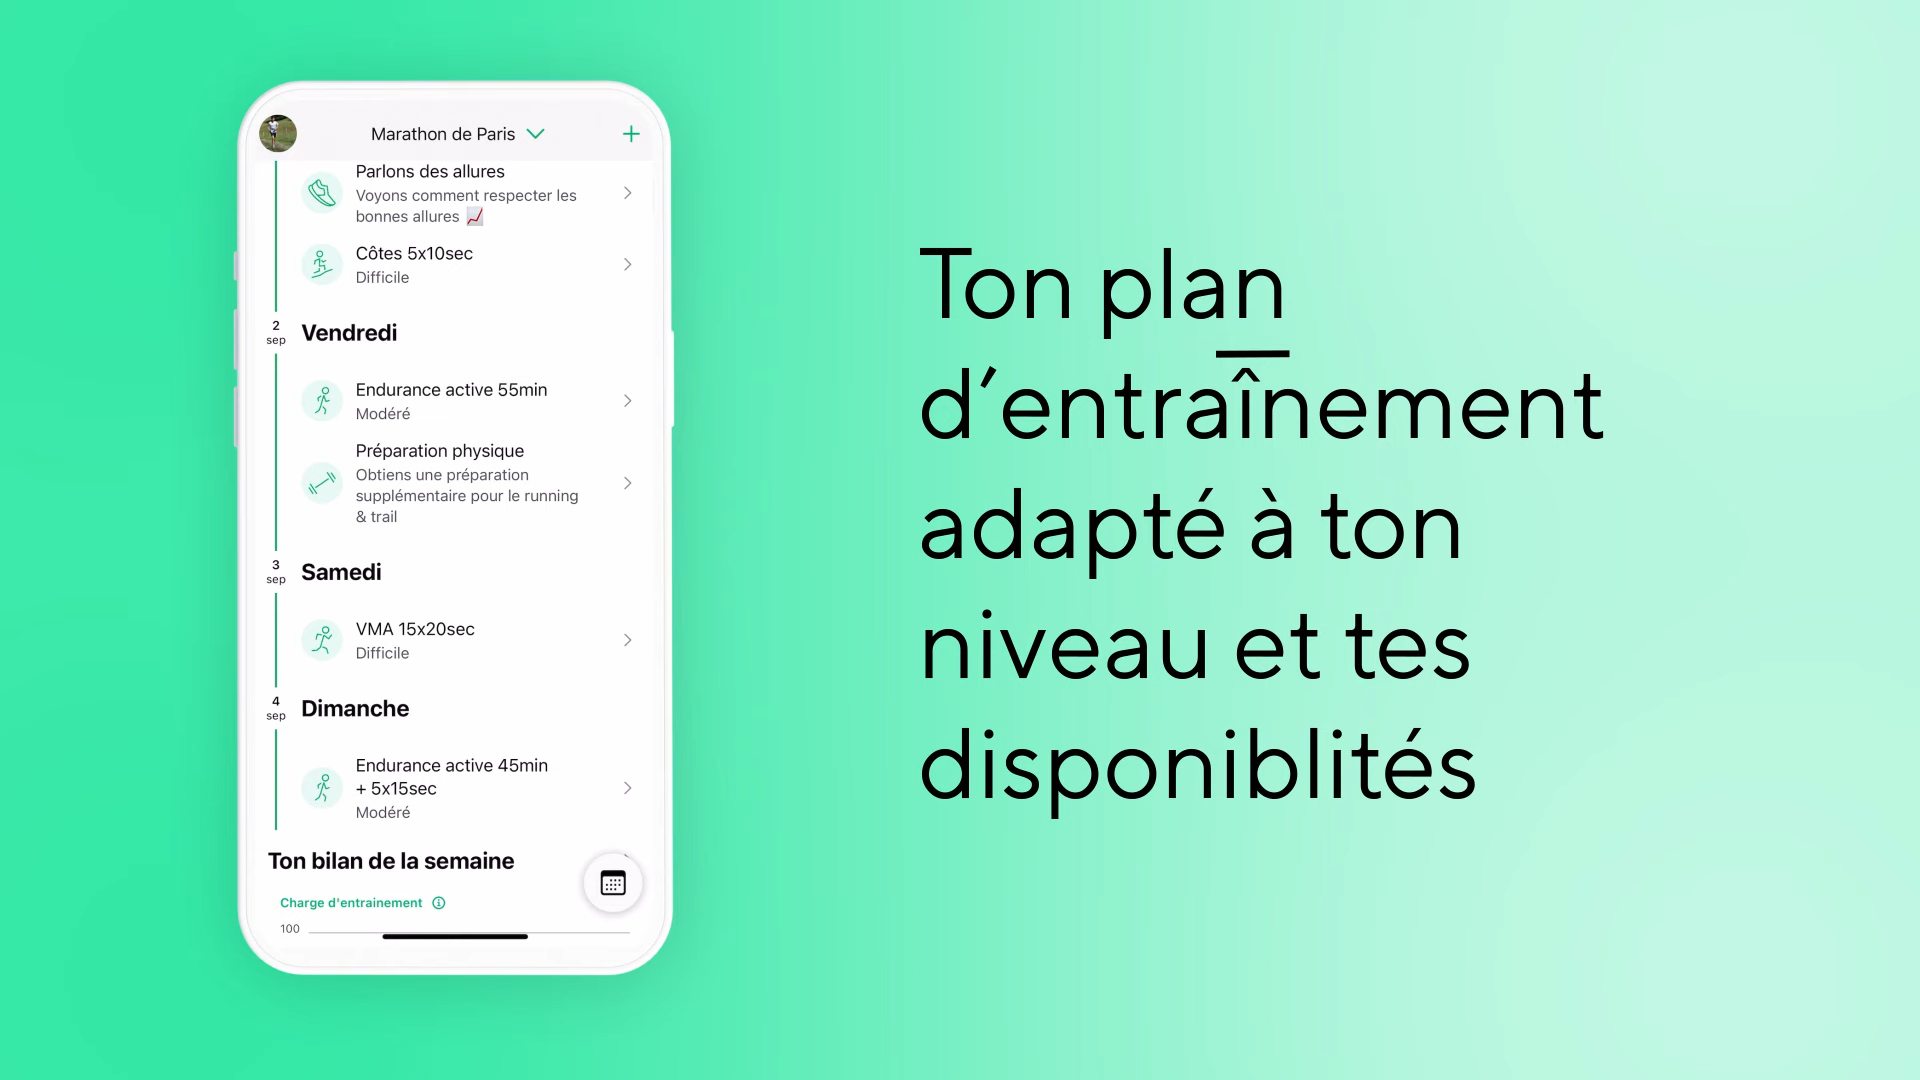 Marathon de Paris
Parlons des allures
Voyons comment respecter les
bonnes allures
Côtes 5x10sec
Difficile
2
sep
Vendredi
Endurance active 55min
Modéré
Préparation physique
Obtiens une préparation
supplémentaire pour le running
& trail
3
sep
Samedi
VMA 15x20sec
Difficile
4
sep
Dimanche
Endurance active 45min
+ 5x15sec
Modéré
Ton bilan de la semaine
Charge d'entrainement
100
Ton plan
d’entraînement
adapté à ton
niveau et tes
disponiblités